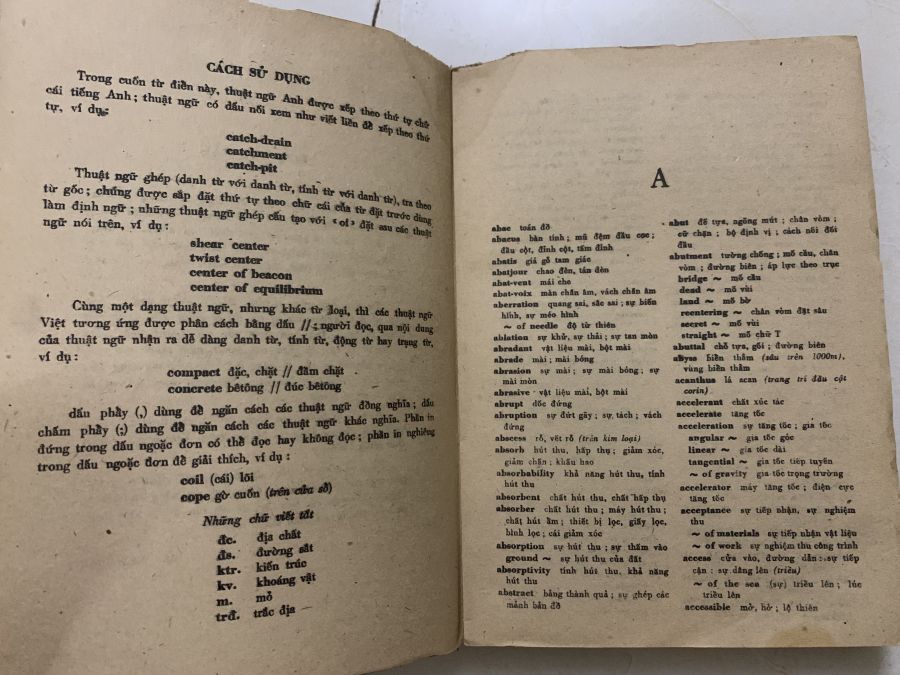 CÁCH SỬ DỤNG
Trong cuốn từ điển này, thuật ngữ Anh được xếp theo thứ tự chữ
cái tiếng Anh ; thuật ngữ có dấu nối xem như viết liền để xếp theo thứ
tự, ví dụ:
catch-drain
catchment
catch-pit
Thuật ngữ ghép (danh từ với danh từ, tính từ với danh từ), tra theo
từ gốc ; chúng được sắp đặt thứ tự theo chữ cái của từ đặt trước dùng
làm định ngữ ; những thuật ngữ ghép cấu tạo với ‹of› đặt sau các thuật
ngữ nói trên, ví dụ :
shear center
twist center
center of beacon
center of equilibrium
Cùng một dạng thuật ngữ, nhưng khác từ loại, thì các thuật ngữ
Việt tương ứng được phân cách bằng dấu // ; người đọc, qua nội dung
của thuật ngữ nhận ra dễ dàng danh từ, tính từ, động từ hay trạng từ,
ví dụ :
compact đặc, chặt // đầm chặt
concrete bêtông // đúc bêtông
dấu phẩy (,) dùng để ngăn cách các thuật ngữ đồng nghĩa ; dấu
chấm phẩy (;) dùng để ngăn cách các thuật ngữ khác nghĩa. Phần in
đứng trong dấu ngoặc đơn có thể đọc hay không đọc ; phần in nghiêng
trong dấu ngoặc đơn để giải thích, ví dụ :
coil (cái) lõi
cope gờ cuốn (trên cửa sổ)
Những chữ viết tắt
đc. địa chất
đs. đường sắt
ktr. kiến trúc
kv. khoáng vật
m. mỏ
trđ. trắc địa
A
abac toán đồ
abacus bàn tính ; mũ đệm đầu cọc ;
đầu cột, đỉnh cột, tấm đỉnh
abatis giá gỗ tam giác
abatjour chao đèn, tán đèn
abat-vent mái che
abat-voix màn chắn âm, vách chắn âm
aberration quang sai, sắc sai ; sự biến
hình, sự méo hình
~ of needle độ từ thiên
ablation sự khử, sự thải ; sự tan mòn
abradant vật liệu mài, bột mài
abrade mài ; mài bóng
abrasion sự mài ; sự mài bóng ; sự
mài mòn
abrasive vật liệu mài, bột mài
abrupt dốc đứng
abruption sự đứt gãy ; sự tách ; vách
đứng
abscess rỗ, vết rỗ (trên kim loại)
absorb hút thu, hấp thụ ; giảm xóc,
giảm chấn ; khấu hao
absorbability khả năng hút thu, tính
hút thu
absorbent chất hút thu, chất hấp thụ
absorber chất hút thu ; máy hút thu ;
chất hút ẩm ; thiết bị lọc, giấy lọc,
bình lọc ; cái giảm xóc
absorption sự hút thu ; sự thấm vào
ground ~ sự hút thu của đất
absorptivity tính hút thu, khả năng
hút thu
abstract bảng thành quả ; sự ghép các
mảnh bản đồ
abut đế tựa, ngõng mút ; chân vòm ;
cữ chặn ; bộ định vị ; cách nối đối
đầu
abutment tường chống ; mố cầu, chân
vòm ; đường biên ; áp lực theo trục
bridge ~ mố cầu
dead ~ mố vùi
land ~ mố bờ
reentering ~ chân vòm đặt sâu
secret ~ mố vùi
straight ~ mố chữ T
abuttal chỗ tựa, gối ; đường biên
abyss biển thẳm (sâu trên 1000m),
vùng biển thẳm
acanthus lá acan (trang trí đầu cột
corin)
accelerant chất xúc tác
accelerate tăng tốc
acceleration sự tăng tốc ; gia tốc
angular ~ gia tốc góc
linear ~ gia tốc dài
tangential ~ gia tốc tiếp tuyến
~ of gravity gia tốc trọng trường
accelerator máy tăng tốc ; điện cực
tăng tốc
acceptance sự tiếp nhận, sự nghiệm
thu
~ of materials sự tiếp nhận vật liệu
~ of work sự nghiệm thu công trình
access cửa vào, đường dẫn ; sự tiếp
cận : sự dâng lên (triều)
~ of the sea (sự) triều lên ; lúc
triều lên
accessible mở, hở ; lộ thiên